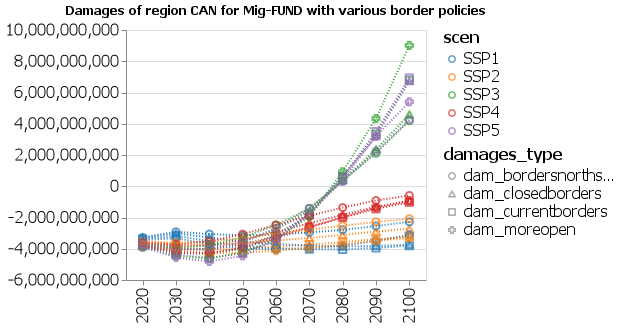 Damages of region CAN for Mig-FUND with various border policies
10,000,000,000
8,000,000,000
6,000,000,000
4,000,000,000
2,000,000,000
0
-2,000,000,000
-4,000,000,000
-6,000,000,000
2020
2030
2040
2050
2060
2070
2080
2090
2100
scen
SSP1
SSP2
SSP3
SSP4
SSP5
damages_type
dam_bordersnorths...
dam_closedborders
dam_currentborders
dam_moreopen